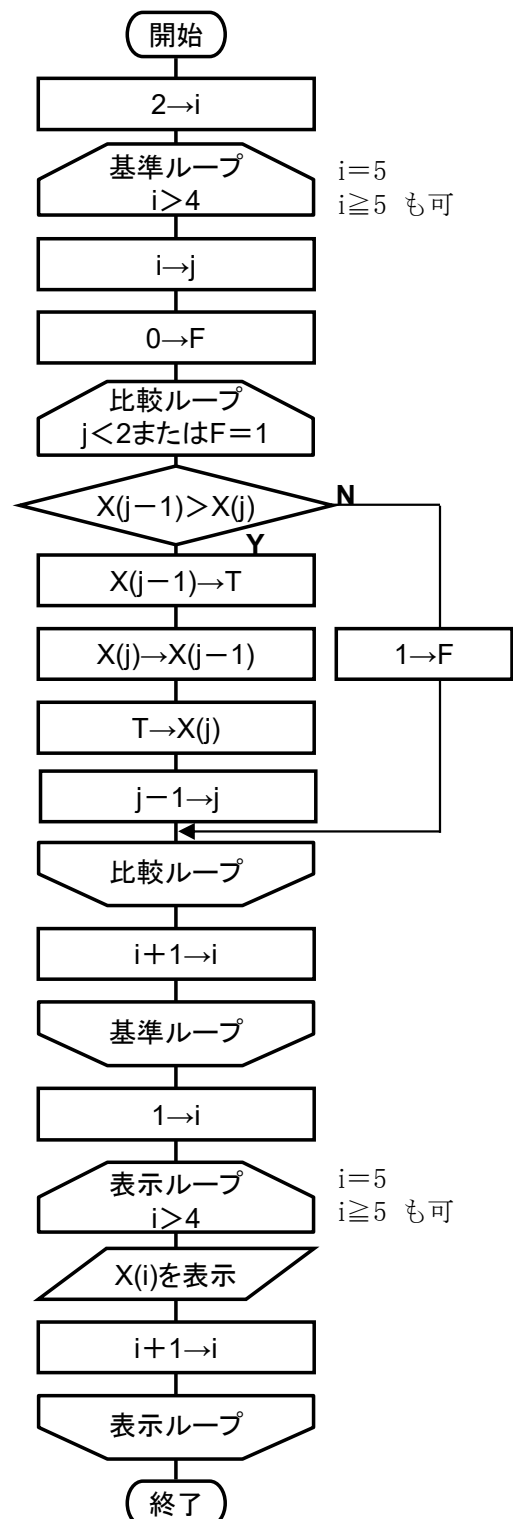 開始
2→i
基準ループ
i＞4
i＝5
i≧5 も可
i→j
0→F
比較ループ
j＜2またはF＝1
X(j－1)＞X(j)
N
Y
X(j－1)→T
X(j)→X(j－1)
1→F
T→X(j)
j－1→j
比較ループ
i＋1→i
基準ループ
1→i
表示ループ
i＞4
i＝5
i≧5 も可
X(i)を表示
i＋1→i
表示ループ
終了